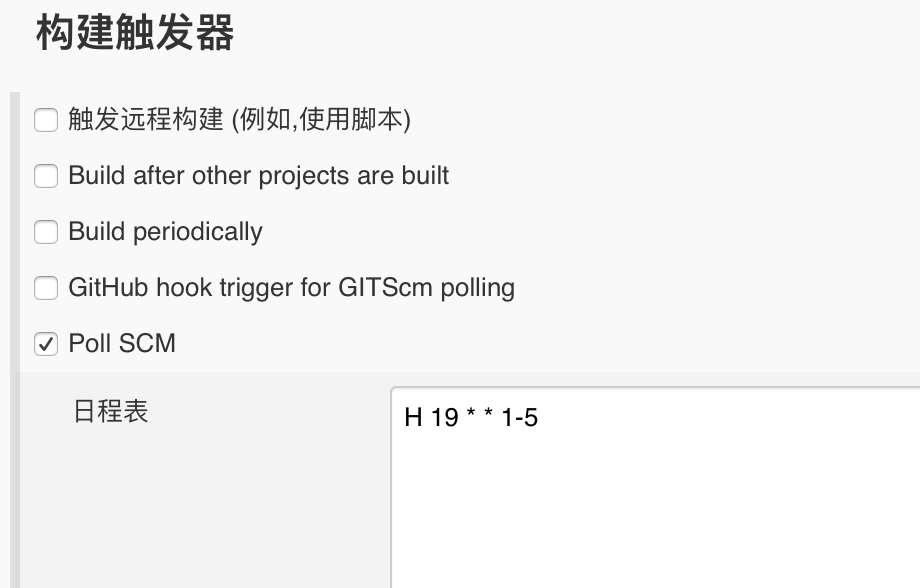 构建触发器
触发远程构建 (例如,使用脚本)
Build after other projects are built
Build periodically
GitHub hook trigger for GITScm polling
Poll SCM
日程表
H 19 * * 1-5